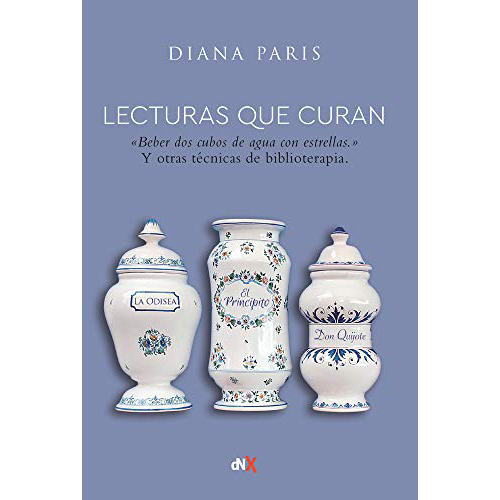 DIANA PARIS
LECTURAS QUE CURAN
«Beber dos cubos de agua con estrellas.»
Y otras técnicas de biblioterapia.
LA ODISEA
El
Principito
Don Quijote
dNX